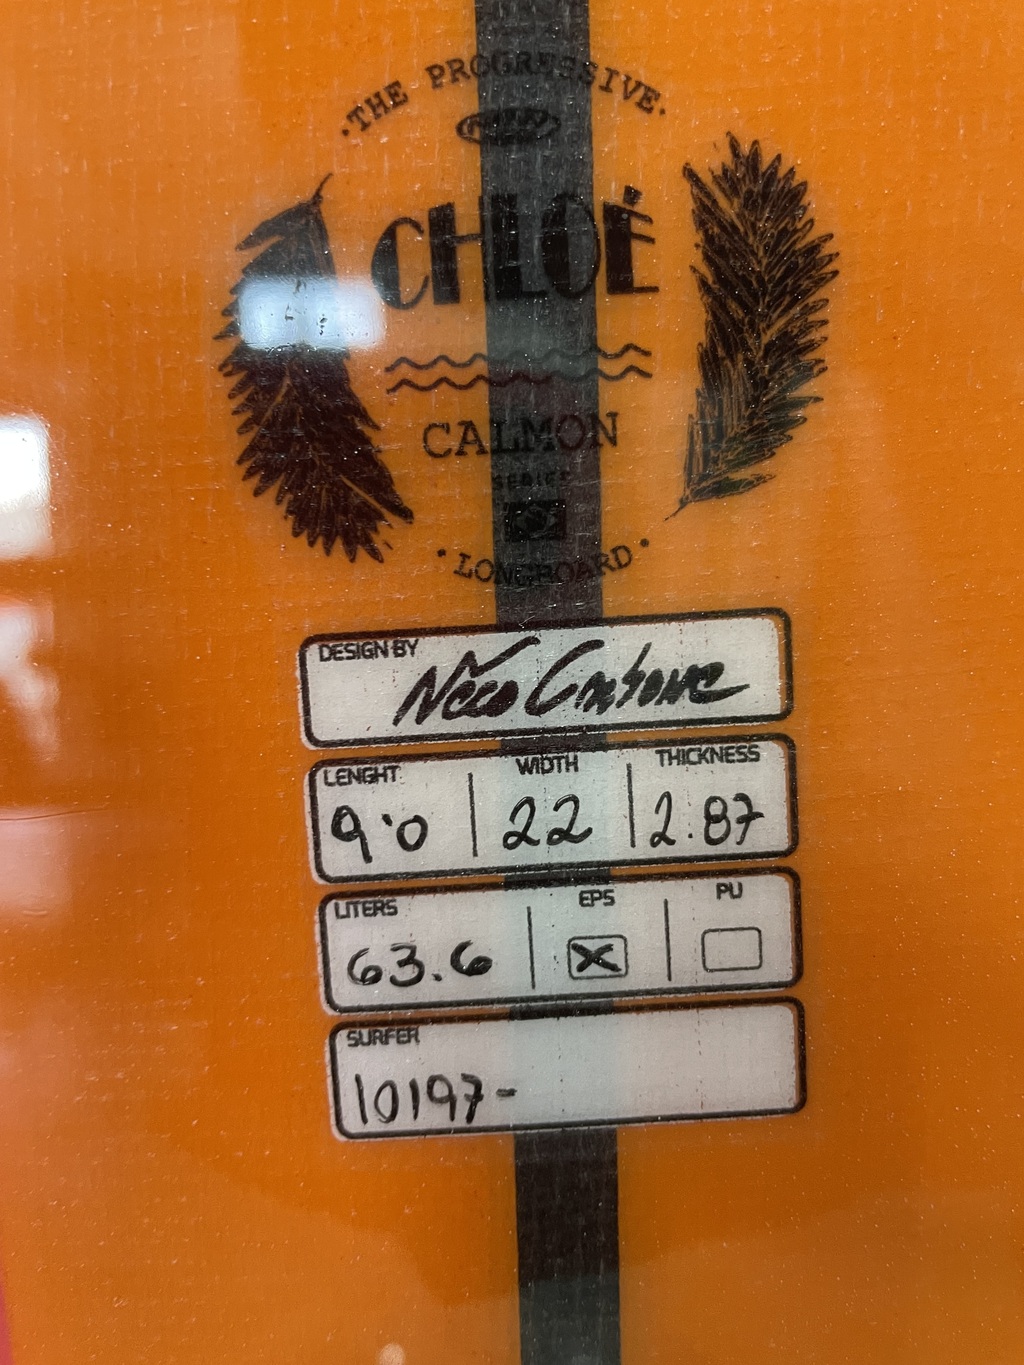 ·THE PROGRESSIVE·
CHLOÉ
CALMON
SERIES
·LONGBOARD·
DESIGN BY
Neco Carbone
LENGHT WIDTH THICKNESS
9'0 22 2.87
LITERS EPS PU
63.6 X
SURFER
10197-